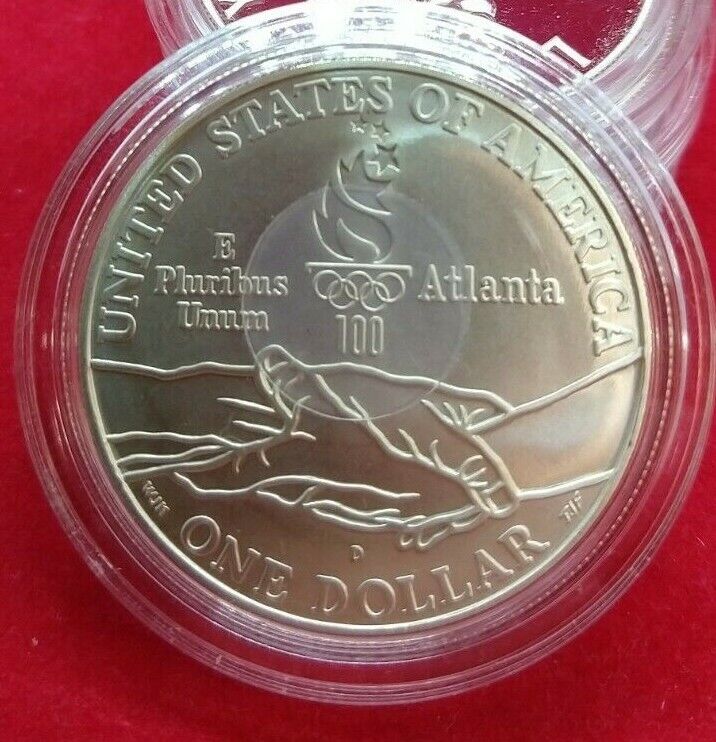 UNITED STATES OF AMERICA
E
Pluribus
Unum
Atlanta
100
D
ONE DOLLAR